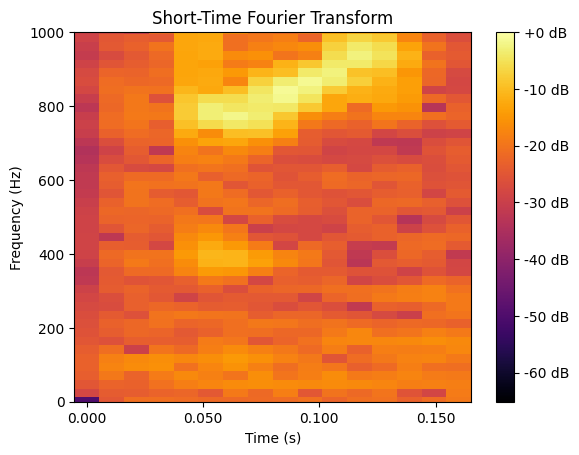 Short-Time Fourier Transform
1000
800
600
400
200
0
Frequency (Hz)
0.000
0.050
0.100
0.150
Time (s)
+0 dB
-10 dB
-20 dB
-30 dB
-40 dB
-50 dB
-60 dB